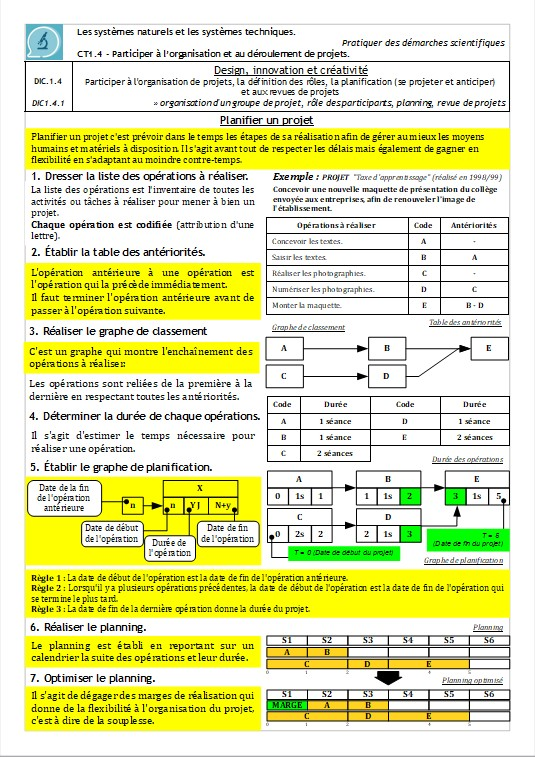 Les systèmes naturels et les systèmes techniques.
Pratiquer des démarches scientifiques
CT1.4 - Participer à l'organisation et au déroulement de projets.
DIC.1.4
DIC1.4.1
Design, innovation et créativité
Participer à l'organisation de projets, la définition des rôles, la planification (se projeter et anticiper)
et aux revues de projets
» organisation d'un groupe de projet, rôle des participants, planning, revue de projets
Planifier un projet
Planifier un projet c'est prévoir dans le temps les étapes de sa réalisation afin de gérer au mieux les moyens
humains et matériels à disposition. Il s'agit avant tout de respecter les délais mais également de gagner en
flexibilité en s'adaptant au moindre contre-temps.
1. Dresser la liste des opérations à réaliser.
La liste des opérations est l'inventaire de toutes les
activités ou tâches à réaliser pour mener à bien un
projet.
Chaque opération est codifiée (attribution d'une
lettre).
2. Établir la table des antériorités.
L'opération antérieure à une opération est
l'opération qui la précède immédiatement.
Il faut terminer l'opération antérieure avant de
passer à l'opération suivante.
3. Réaliser le graphe de classement
C'est un graphe qui montre l'enchaînement des
opérations à réaliser.
Les opérations sont reliées de la première à la
dernière en respectant toutes les antériorités.
4. Déterminer la durée de chaque opérations.
Il s'agit d'estimer le temps nécessaire pour
réaliser une opération.
5. Établir le graphe de planification.
Date de la fin
de l'opération
antérieure
n
X
n Y J N+y
Date de début
de l'opération
Durée de
l'opération
Date de fin
de l'opération
Exemple : PROJET "Taxe d'apprentissage" (réalisé en 1998/99)
Concevoir une nouvelle maquette de présentation du collège
envoyée aux entreprises, afin de renouveler l'image de
l'établissement.
Opérations à réaliser Code Antériorités
Concevoir les textes. A -
Saisir les textes. B A
Réaliser les photographies. C -
Numériser les photographies. D C
Monter la maquette. E B - D
Graphe de classement
Table des antériorités
A B E
C D
Code Durée Code Durée
A 1 séance D 1 séance
B 1 séance E 2 séances
C 2 séances
Durée des opérations
A B E
0 1s 1 1 1s 2 3 1s 5
C D
0 2s 2 2 1s 3
T = 0 (Date de début du projet)
(Date de fin du projet)
Graphe de planification
Règle 1 : La date de début de l'opération est la date de fin de l'opération antérieure.
Règle 2 : Lorsqu'il y a plusieurs opérations précédentes, la date de début de l'opération est la date de fin de l'opération qui
se termine le plus tard.
Règle 3 : La date de fin de la dernière opération donne la durée du projet.
6. Réaliser le planning.
Le planning est établi en reportant sur un
calendrier la suite des opérations et leur durée.
Planning
S1 S2 S3 S4 S5 S6
A B
C D E
0 1 2 3 4 5
7. Optimiser le planning.
Il s'agit de dégager des marges de réalisation qui
donne de la flexibilité à l'organisation du projet,
c'est à dire de la souplesse.
Planning optimisé
S1 S2 S3 S4 S5 S6
MARGE A B
C D E
0 1 2 3 4 5